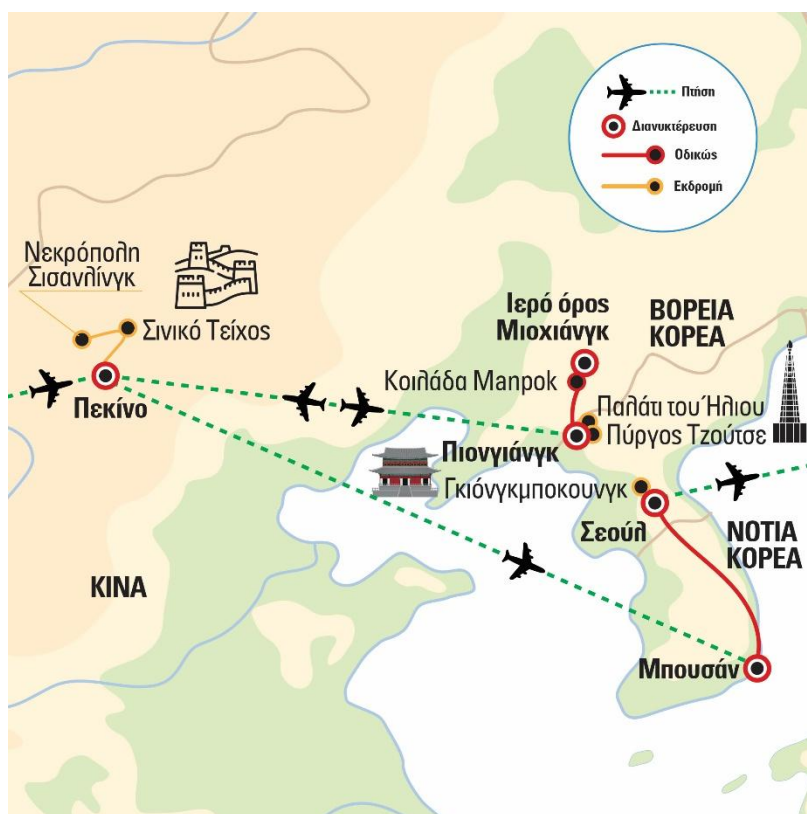 Πτήση
Διανυκτέρευση
Οδικώς
Εκδρομή
Νεκρόπολη
Σισανλίνγκ
Σινικό Τείχος
Πεκίνο
Ιερό όρος
Μιοχιάνγκ
ΒΟΡΕΙΑ
ΚΟΡΕΑ
Κοιλάδα Manpok
Παλάτι του Ήλιου
Πύργος Τζούτσε
Πιονγιάνγκ
Γκιόνγκμποκουνγκ
Σεούλ
ΝΟΤΙΑ
ΚΟΡΕΑ
ΚΙΝΑ
Μπουσάν